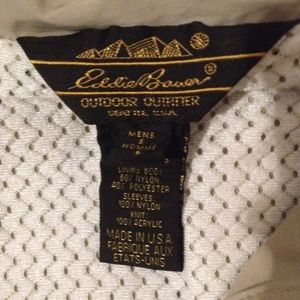 Eddie Bauer ®
OUTDOOR OUTFITTER
SEATTLE, U.S.A.
MENS
S
HOMME
P
LINING BODY:
60% NYLON
40% POLYESTER
SLEEVES:
100% NYLON
KNIT:
100% ACRYLIC
MADE IN U.S.A
FABRIQUE AUX
ETATS-UNIS